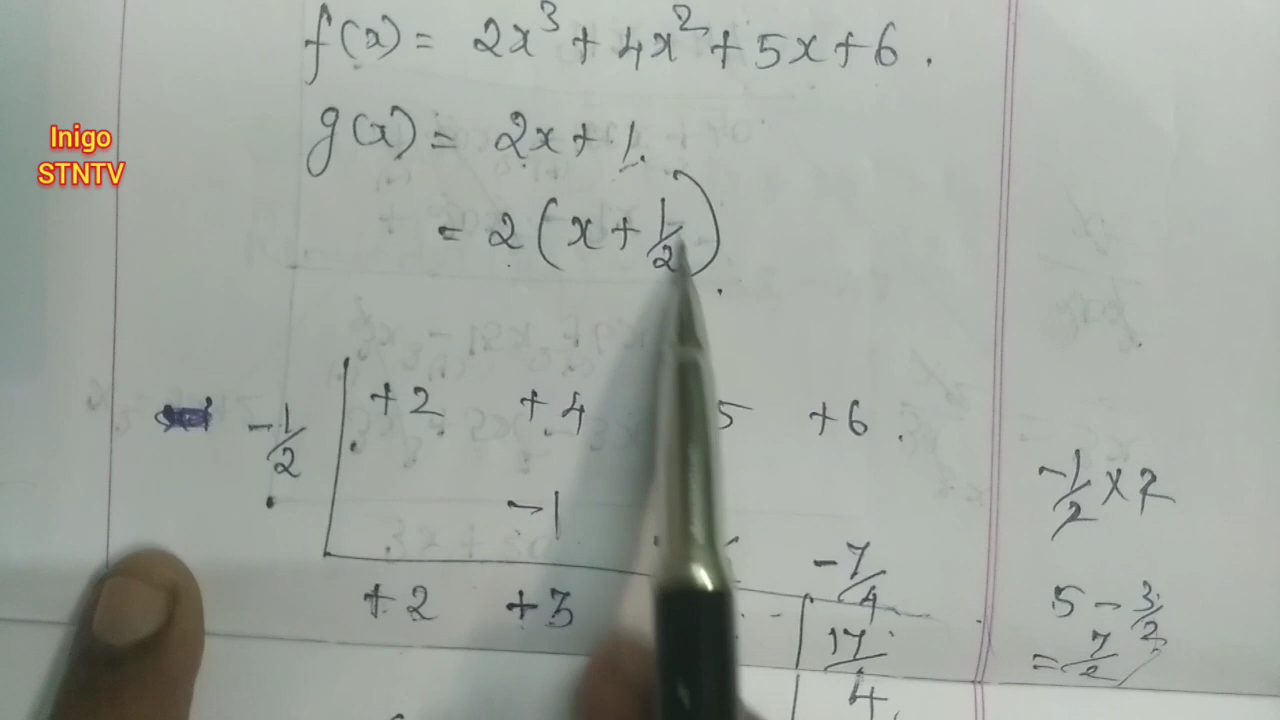 f(x) = 2x³ + 4x² + 5x + 6.
Inigo
STNTV
g(x) = 2x + 1.
= 2(x + 1/2).
-1/2 | +2 +4 5 +6.
-1 -7/4
+2 +3 17/4
-1/2 × 2
5 - 3/2
= 7/2